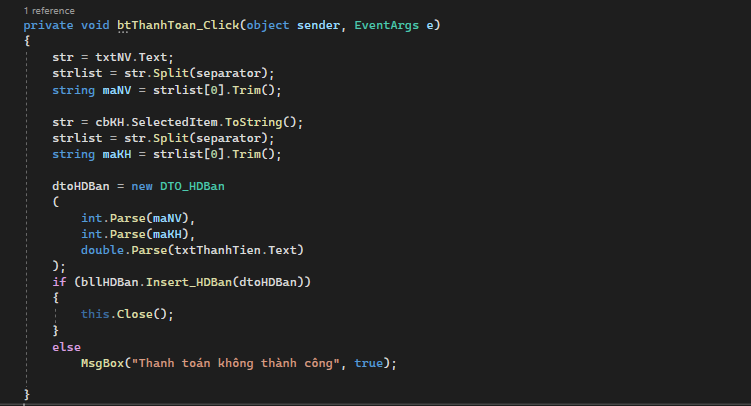 1 reference
private void btThanhToan_Click(object sender, EventArgs e)
{
    str = txtNV.Text;
    strlist = str.Split(separator);
    string maNV = strlist[0].Trim();

    str = cbKH.SelectedItem.ToString();
    strlist = str.Split(separator);
    string maKH = strlist[0].Trim();

    dtoHDBan = new DTO_HDBan
    (
        int.Parse(maNV),
        int.Parse(maKH),
        double.Parse(txtThanhTien.Text)
    );
    if (bllHDBan.Insert_HDBan(dtoHDBan))
    {
        this.Close();
    }
    else
        MsgBox("Thanh toán không thành công", true);

}